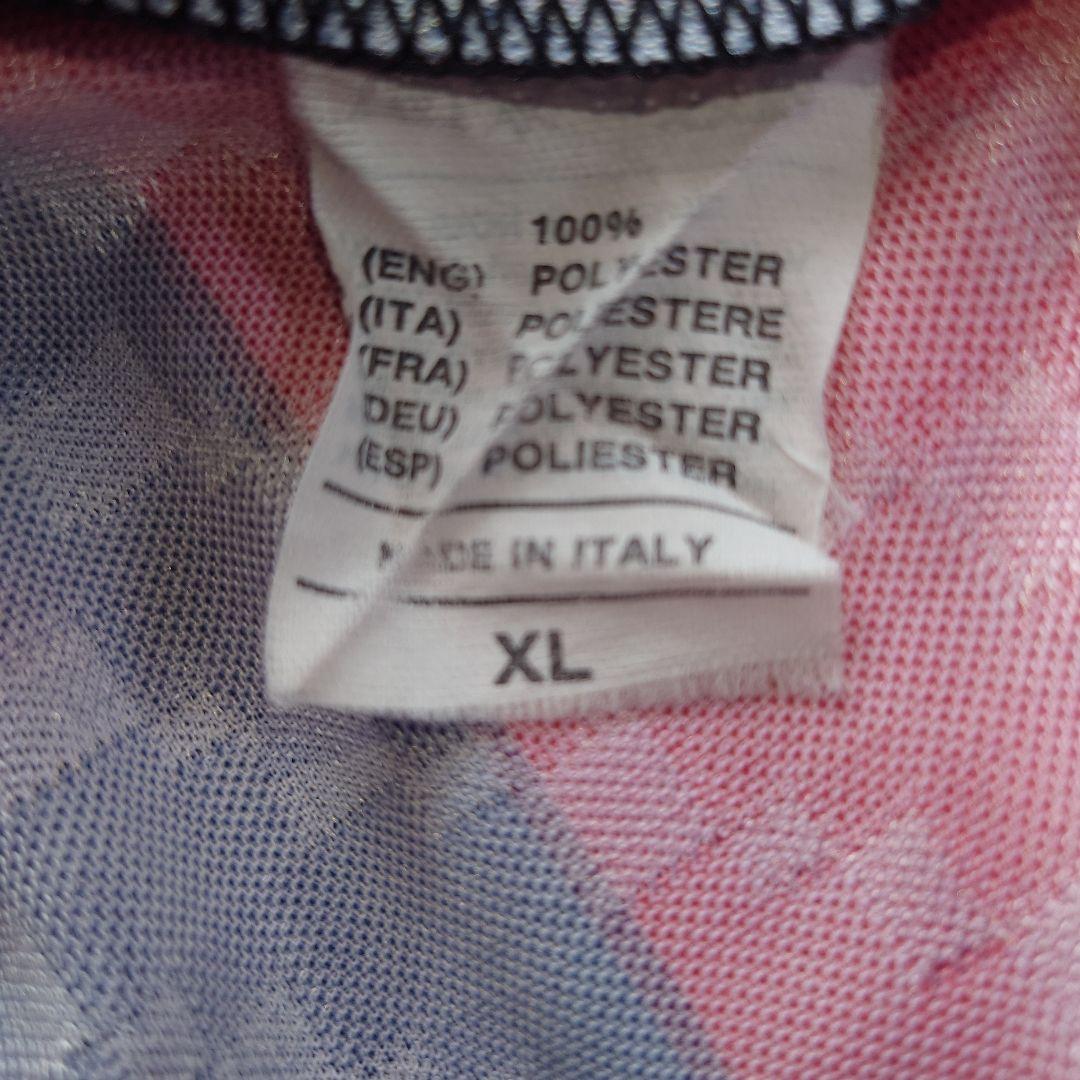 100%
(ENG) POLYESTER
(ITA) POLIESTERE
(FRA) POLYESTER
(DEU) POLYESTER
(ESP) POLIESTER
MADE IN ITALY
XL